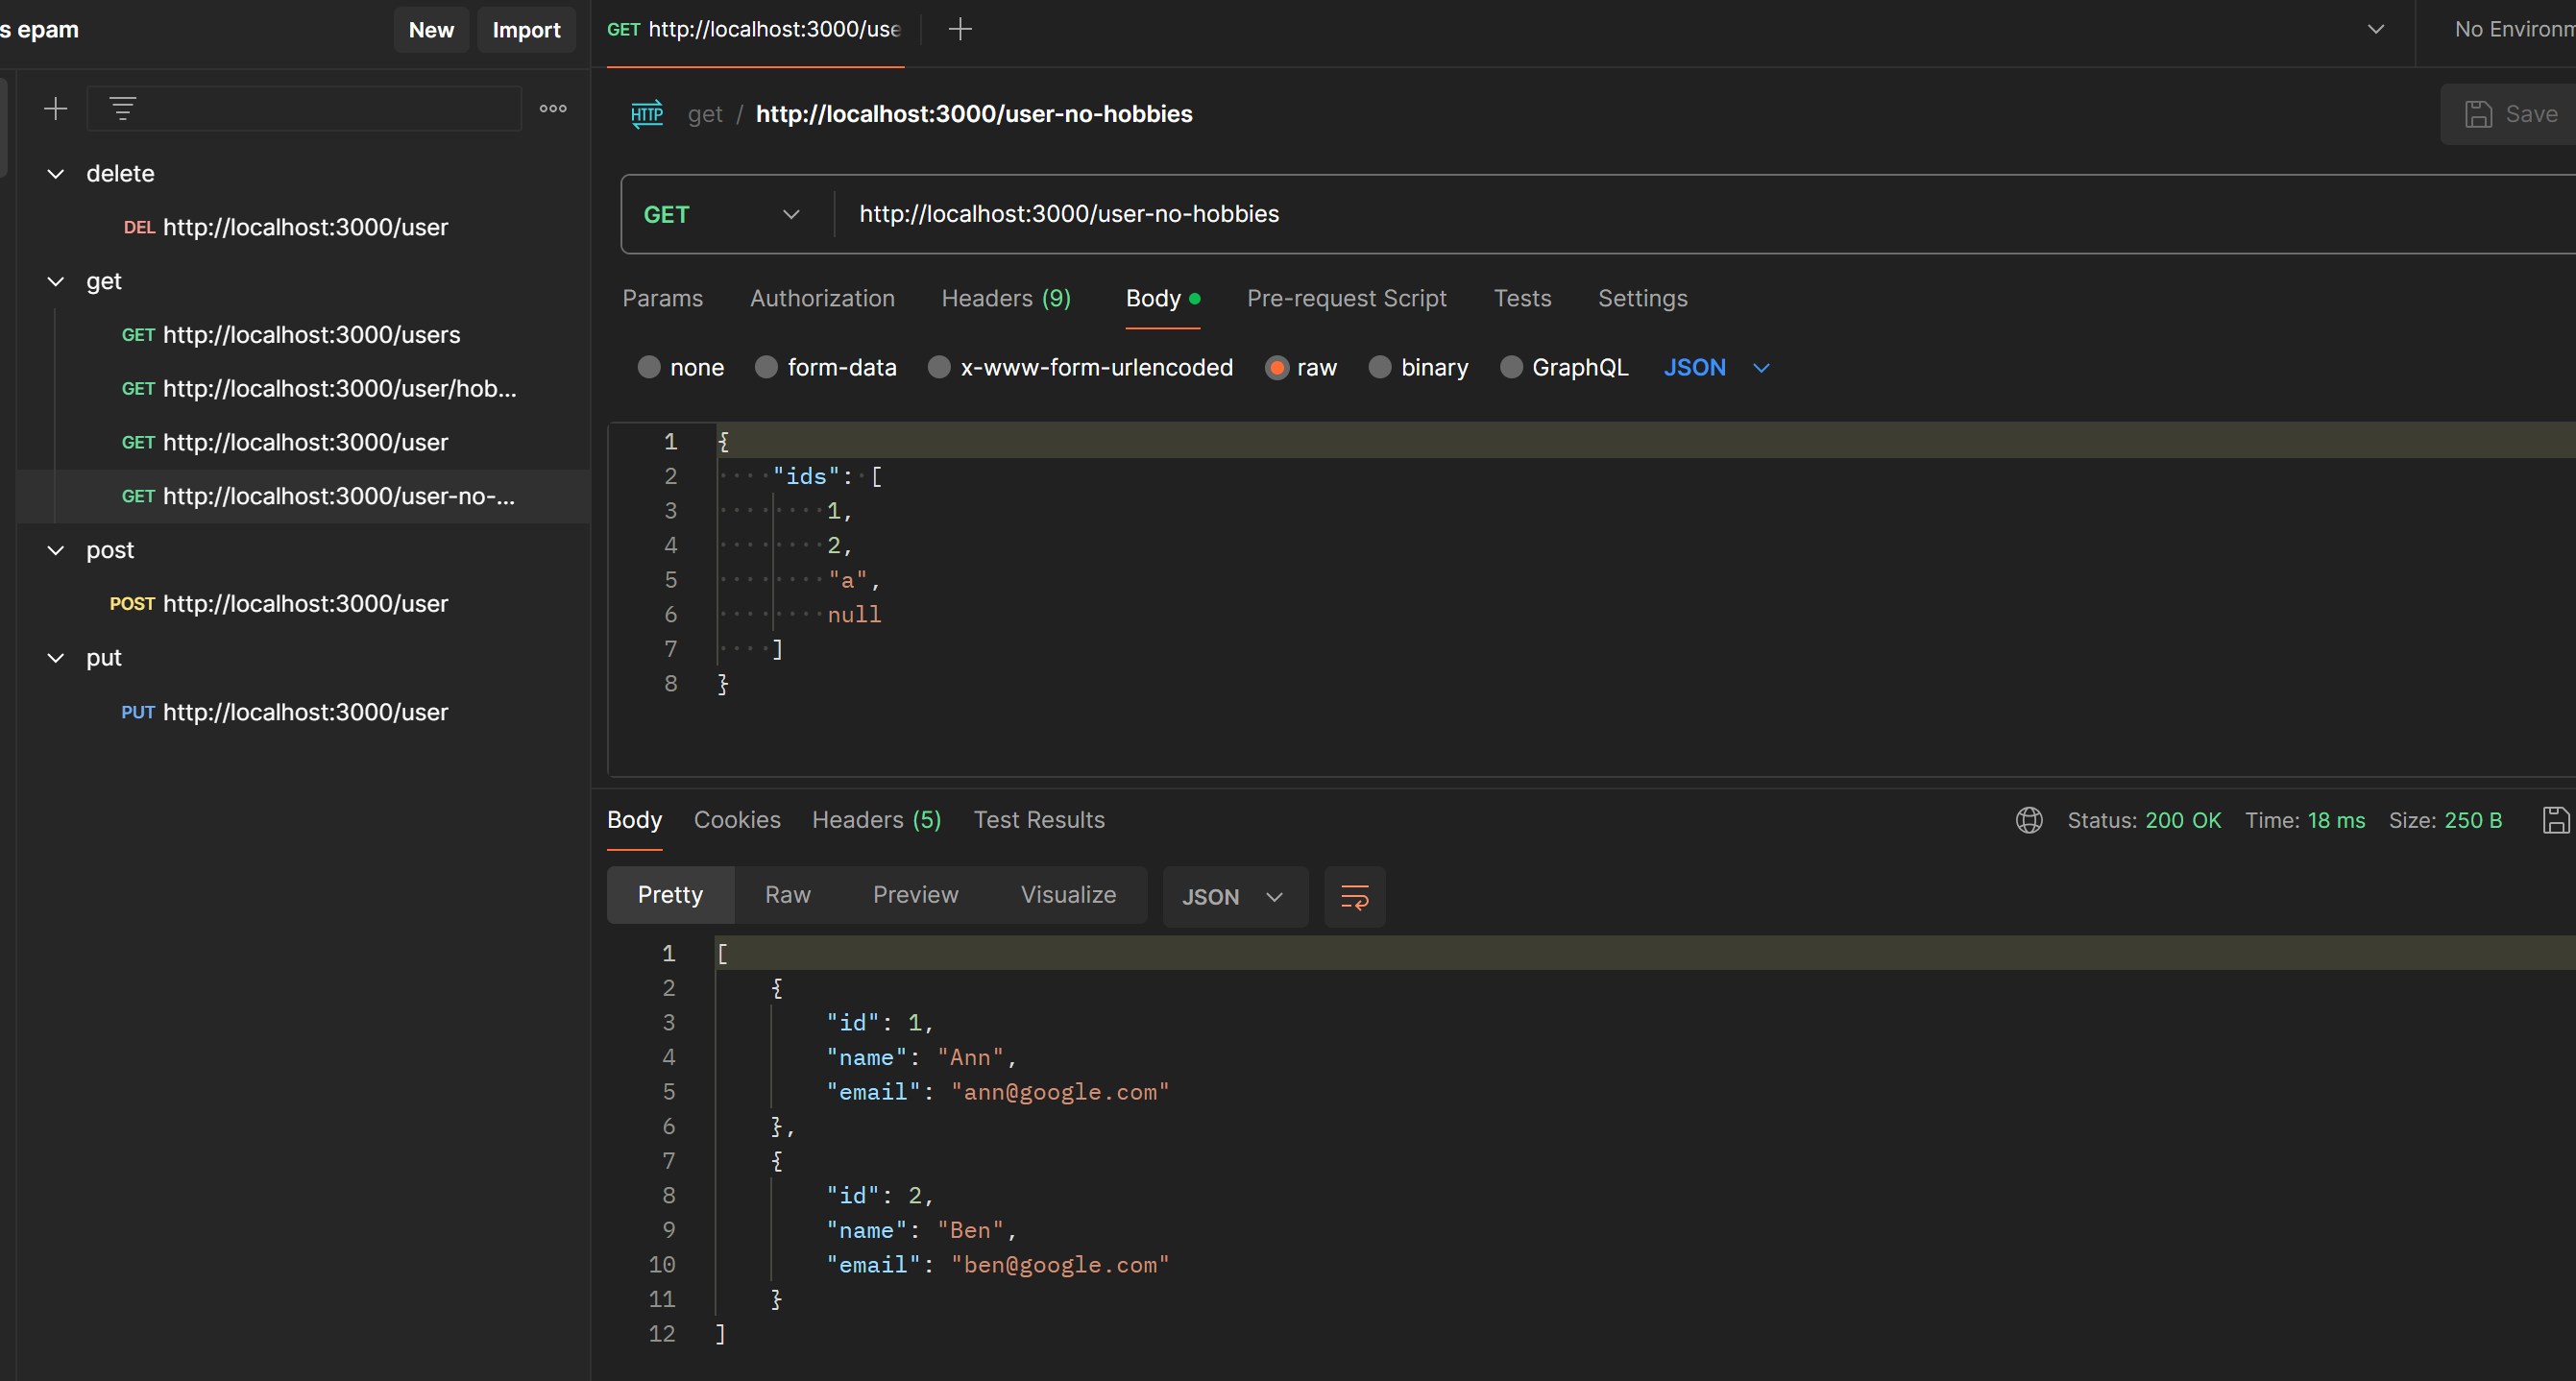 s epam
New
Import
GET http://localhost:3000/use
No Environm
delete
DEL http://localhost:3000/user
get
GET http://localhost:3000/users
GET http://localhost:3000/user/hob...
GET http://localhost:3000/user
GET http://localhost:3000/user-no-...
post
POST http://localhost:3000/user
put
PUT http://localhost:3000/user
HTTP get / http://localhost:3000/user-no-hobbies
Save
GET http://localhost:3000/user-no-hobbies
Params Authorization Headers (9) Body Pre-request Script Tests Settings
none form-data x-www-form-urlencoded raw binary GraphQL JSON
1 {
2 "ids": [
3 1,
4 2,
5 "a",
6 null
7 ]
8 }
Body Cookies Headers (5) Test Results
Status: 200 OK Time: 18 ms Size: 250 B
Pretty Raw Preview Visualize JSON
1 [
2 {
3 "id": 1,
4 "name": "Ann",
5 "email": "ann@google.com"
6 },
7 {
8 "id": 2,
9 "name": "Ben",
10 "email": "ben@google.com"
11 }
12 ]